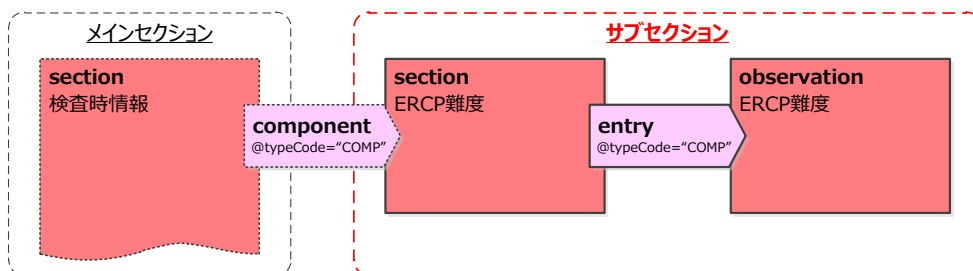 メインセクション
section
検査時情報
component
@typeCode=“COMP”
サブセクション
section
ERCP難度
entry
@typeCode=“COMP”
observation
ERCP難度